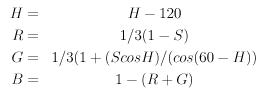 H = H − 120
R = 1/3(1 − S)
G = 1/3(1 + (ScosH)/(cos(60 − H))
B = 1 − (R + G)